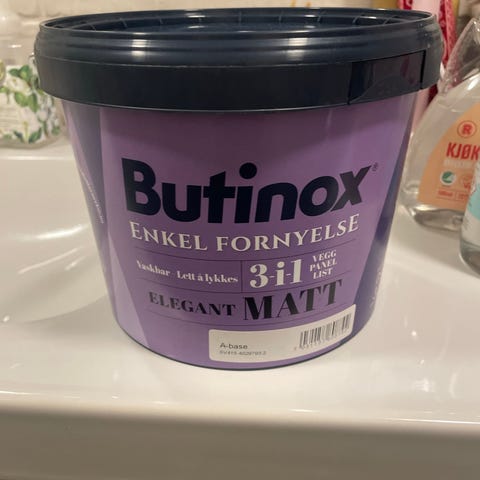 Butinox
ENKEL FORNYELSE
Vaskbar · Lett å lykkes
3-i-1
VEGG
PANEL
LIST
ELEGANT MATT
A-base
KJØK